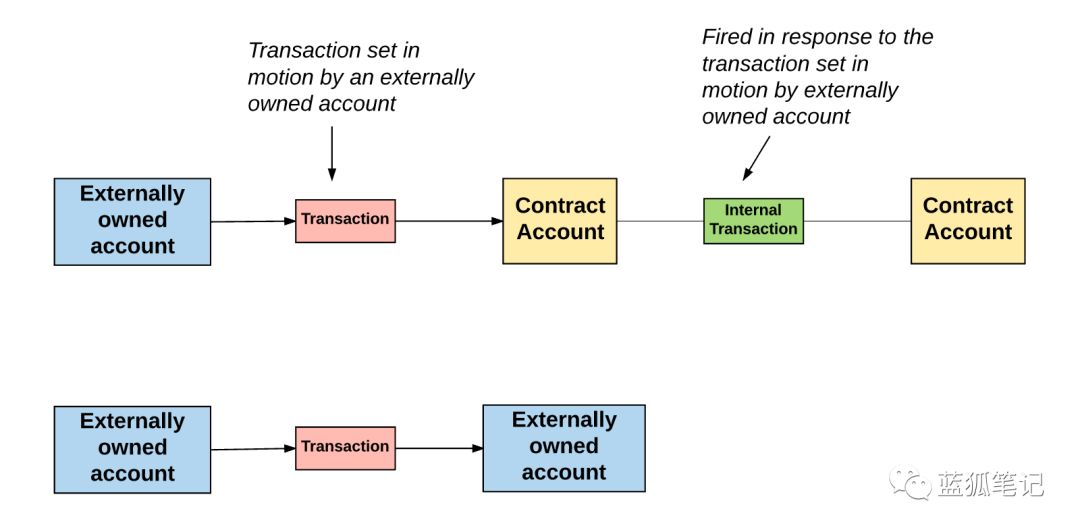 Transaction set in
motion by an externally
owned account
Fired in response to the
transaction set in
motion by externally
owned account
Externally
owned
account
Transaction
Contract
Account
Internal
Transaction
Contract
Account
Externally
owned
account
Transaction
Externally
owned
account
蓝狐笔记